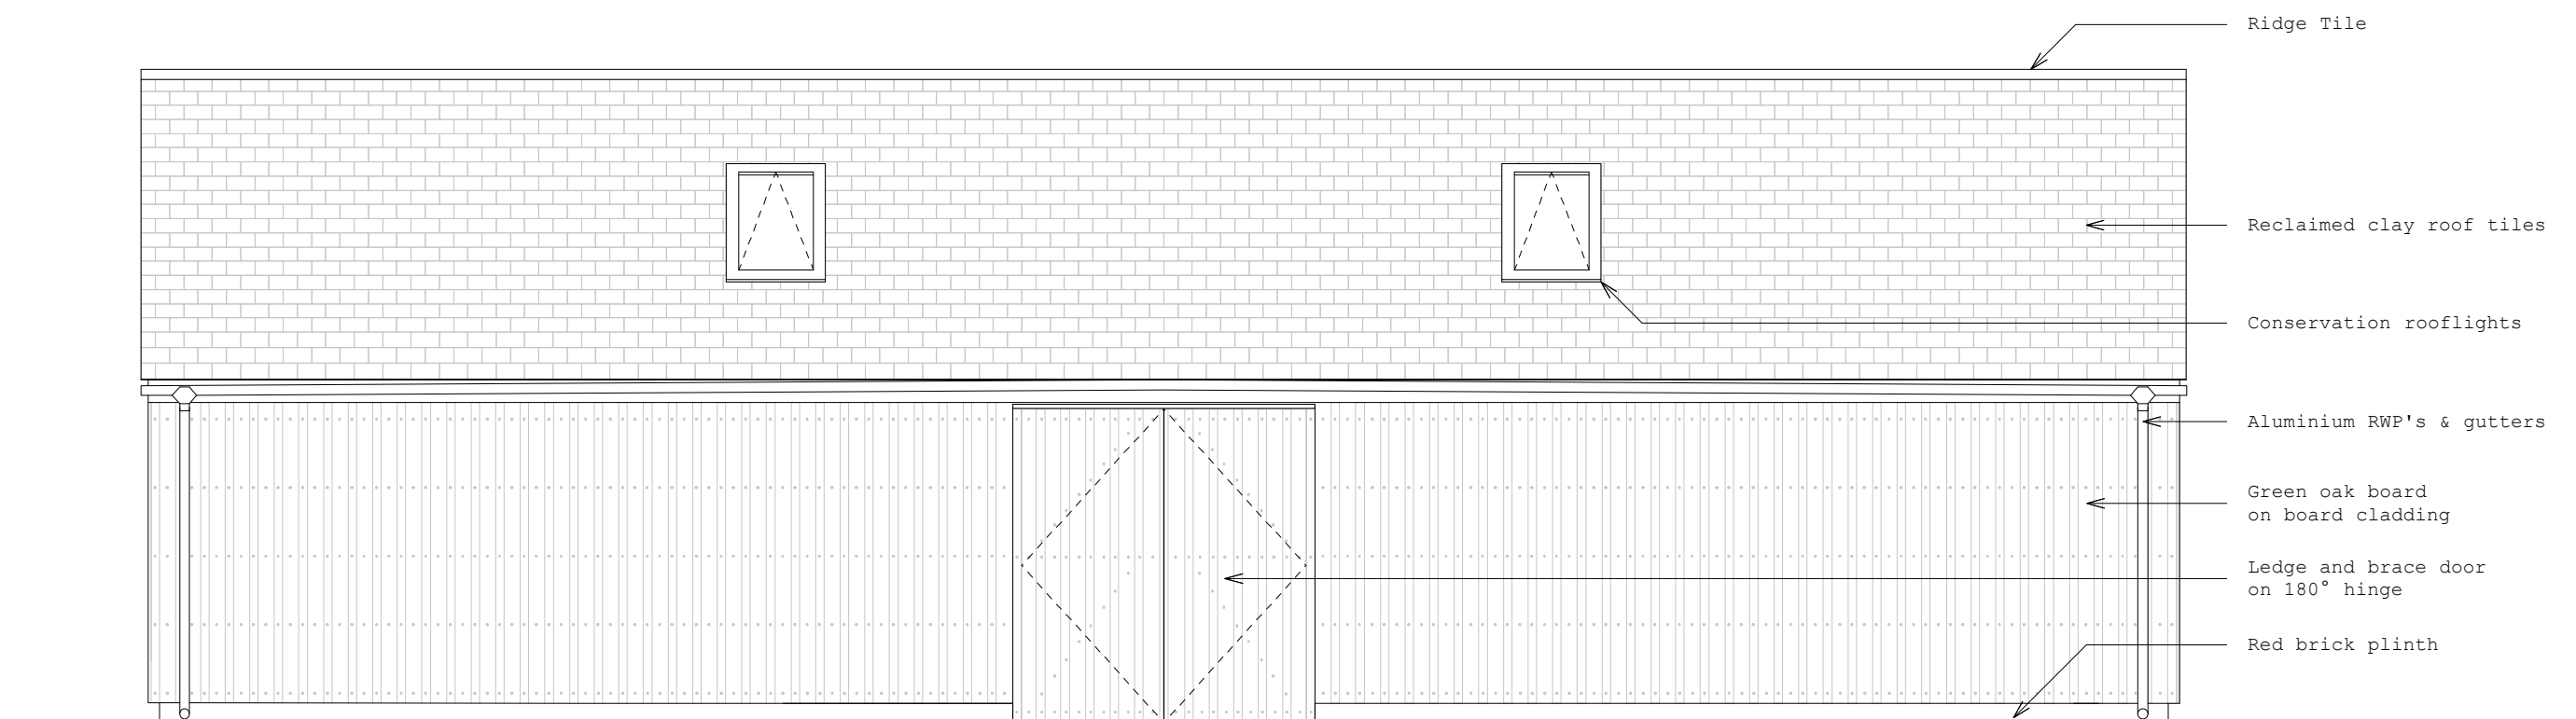 Ridge Tile
Reclaimed clay roof tiles
Conservation rooflights
Aluminium RWP's & gutters
Green oak board
on board cladding
Ledge and brace door
on 180° hinge
Red brick plinth